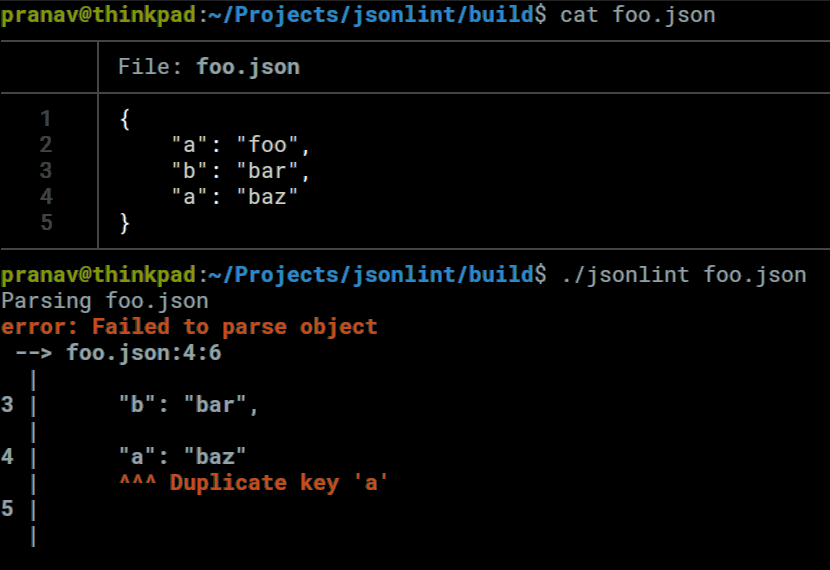 pranav@thinkpad:~/Projects/jsonlint/build$ cat foo.json
File: foo.json
1 {
2     "a": "foo",
3     "b": "bar",
4     "a": "baz"
5 }
pranav@thinkpad:~/Projects/jsonlint/build$ ./jsonlint foo.json
Parsing foo.json
error: Failed to parse object
 --> foo.json:4:6
  |
3 |      "b": "bar",
  |
4 |      "a": "baz"
  |      ^^^ Duplicate key 'a'
5 |
  |